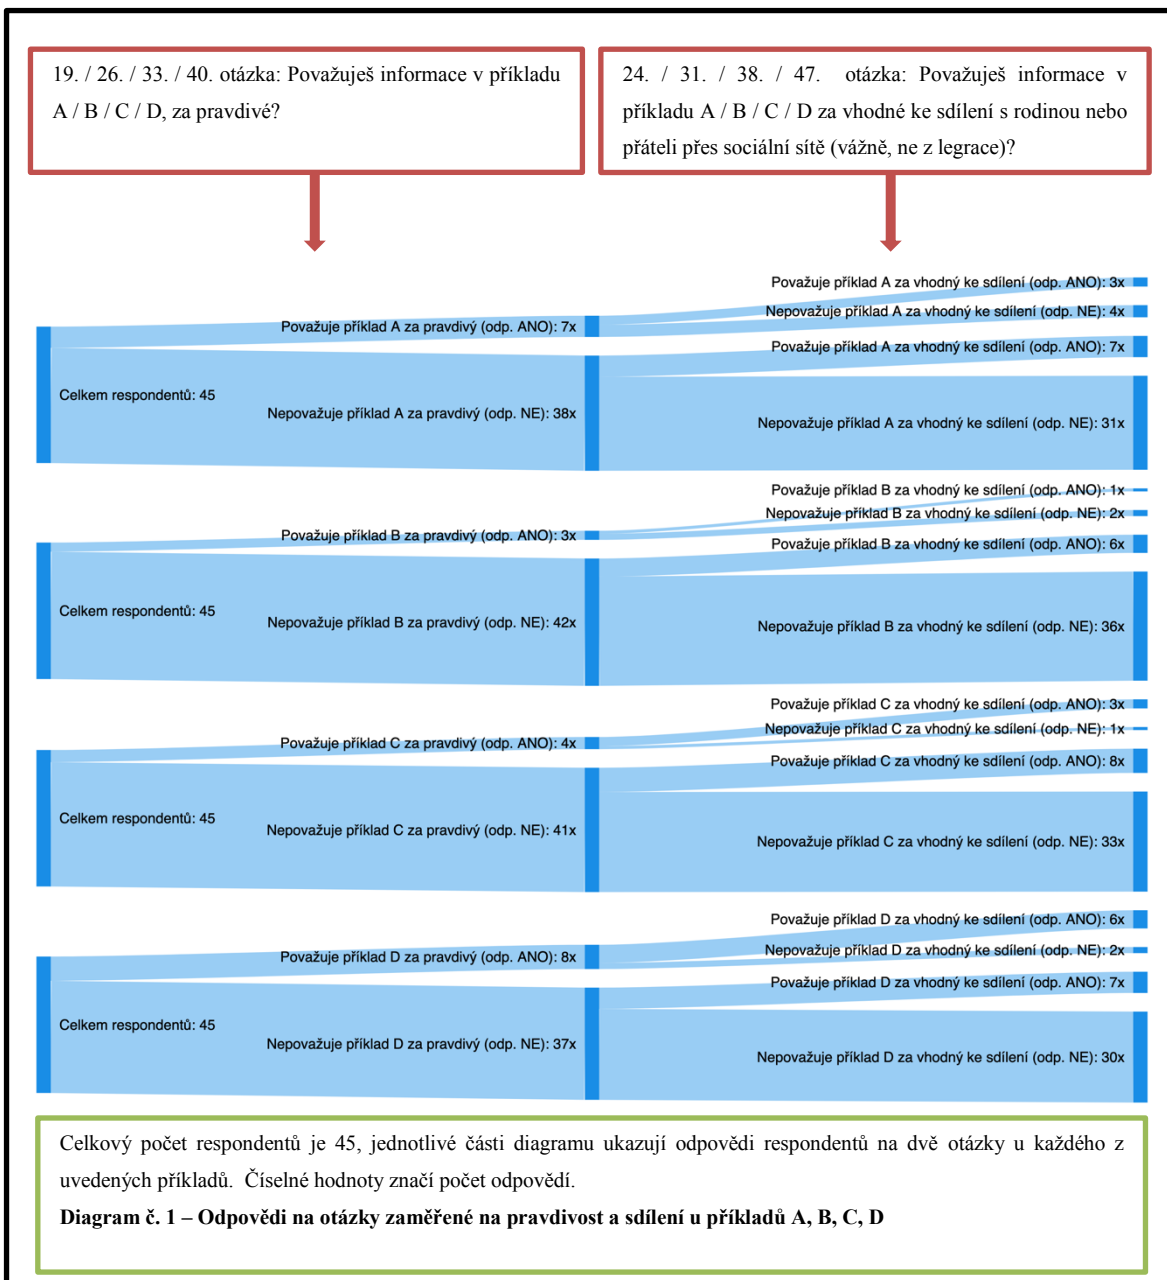 19. / 26. / 33. / 40. otázka: Považuješ informace v příkladu
A / B / C / D, za pravdivé?
24. / 31. / 38. / 47. otázka: Považuješ informace v
příkladu A / B / C / D za vhodné ke sdílení s rodinou nebo
přáteli přes sociální sítě (vážně, ne z legrace)?
Považuje příklad A za vhodný ke sdílení (odp. ANO): 3x
Nepovažuje příklad A za vhodný ke sdílení (odp. NE): 4x
Považuje příklad A za pravdivý (odp. ANO): 7x
Považuje příklad A za vhodný ke sdílení (odp. ANO): 7x
Celkem respondentů: 45
Nepovažuje příklad A za pravdivý (odp. NE): 38x
Nepovažuje příklad A za vhodný ke sdílení (odp. NE): 31x
Považuje příklad B za vhodný ke sdílení (odp. ANO): 1x
Nepovažuje příklad B za vhodný ke sdílení (odp. NE): 2x
Považuje příklad B za pravdivý (odp. ANO): 3x
Považuje příklad B za vhodný ke sdílení (odp. ANO): 6x
Celkem respondentů: 45
Nepovažuje příklad B za pravdivý (odp. NE): 42x
Nepovažuje příklad B za vhodný ke sdílení (odp. NE): 36x
Považuje příklad C za vhodný ke sdílení (odp. ANO): 3x
Nepovažuje příklad C za vhodný ke sdílení (odp. NE): 1x
Považuje příklad C za pravdivý (odp. ANO): 4x
Považuje příklad C za vhodný ke sdílení (odp. ANO): 8x
Celkem respondentů: 45
Nepovažuje příklad C za pravdivý (odp. NE): 41x
Nepovažuje příklad C za vhodný ke sdílení (odp. NE): 33x
Považuje příklad D za vhodný ke sdílení (odp. ANO): 6x
Nepovažuje příklad D za vhodný ke sdílení (odp. NE): 2x
Považuje příklad D za pravdivý (odp. ANO): 8x
Považuje příklad D za vhodný ke sdílení (odp. ANO): 7x
Celkem respondentů: 45
Nepovažuje příklad D za pravdivý (odp. NE): 37x
Nepovažuje příklad D za vhodný ke sdílení (odp. NE): 30x
Celkový počet respondentů je 45, jednotlivé části diagramu ukazují odpovědi respondentů na dvě otázky u každého z
uvedených příkladů. Číselné hodnoty značí počet odpovědí.
Diagram č. 1 – Odpovědi na otázky zaměřené na pravdivost a sdílení u příkladů A, B, C, D